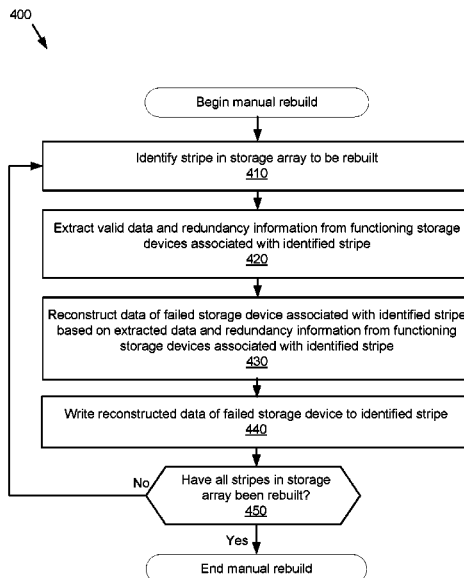 400
Begin manual rebuild
Identify stripe in storage array to be rebuilt
410
Extract valid data and redundancy information from functioning storage
devices associated with identified stripe
420
Reconstruct data of failed storage device associated with identified stripe
based on extracted data and redundancy information from functioning
storage devices associated with identified stripe
430
Write reconstructed data of failed storage device to identified stripe
440
No
Have all stripes in storage
array been rebuilt?
450
Yes
End manual rebuild